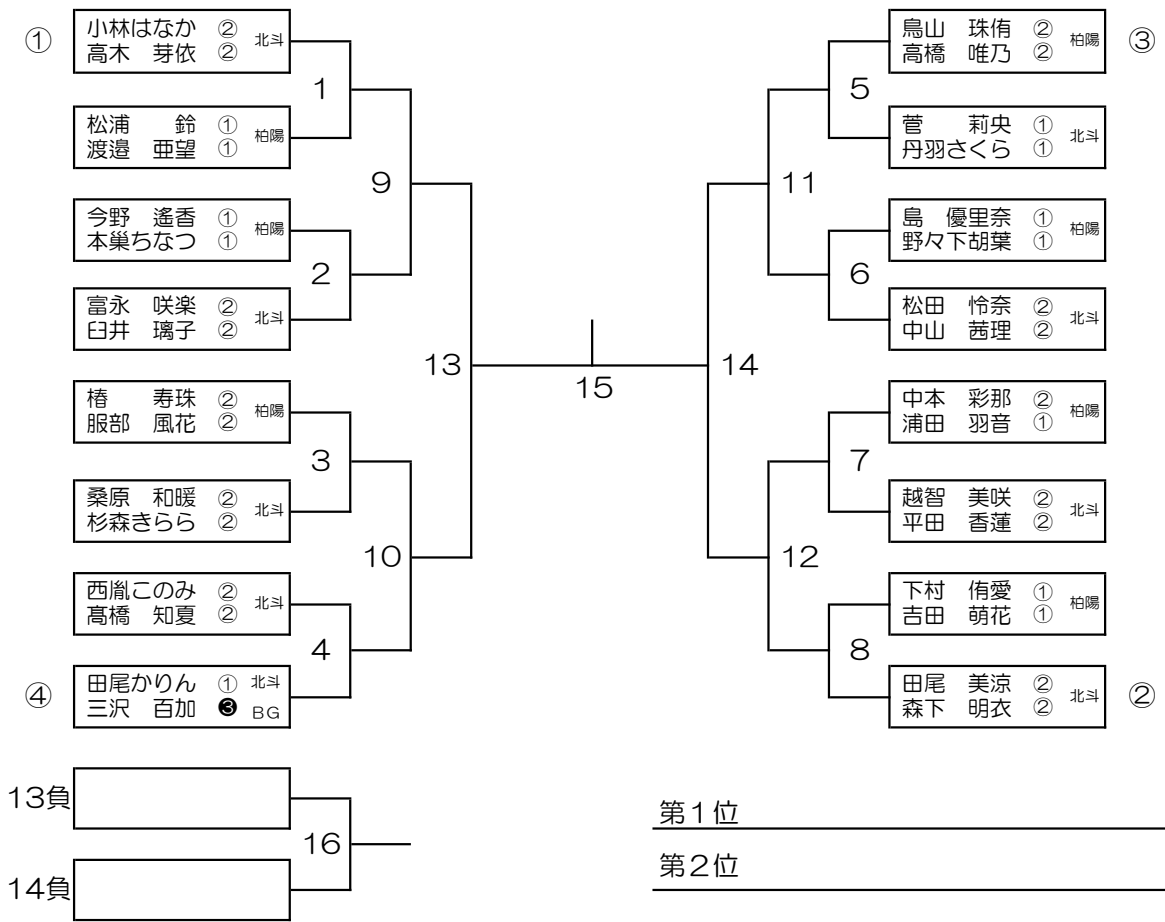 ①
小林はなか ② 北斗
高木 芽依 ②
松浦 鈴 ① 柏陽
渡邉 亜望 ①
今野 遙香 ① 柏陽
本巣ちなつ ①
富永 咲楽 ② 北斗
臼井 璃子 ②
椿 寿珠 ② 柏陽
服部 風花 ②
桑原 和暖 ② 北斗
杉森きらら ②
西胤このみ ② 北斗
髙橋 知夏 ②
④
田尾かりん ① 北斗
三沢 百加 ❸ BG
1
2
3
4
9
10
13
15
14
11
12
5
6
7
8
③
鳥山 珠侑 ② 柏陽
高橋 唯乃 ②
菅 莉央 ① 北斗
丹羽さくら ①
島 優里奈 ① 柏陽
野々下胡葉 ①
松田 怜奈 ② 北斗
中山 茜理 ②
中本 彩那 ② 柏陽
浦田 羽音 ①
越智 美咲 ② 北斗
平田 香蓮 ②
下村 侑愛 ① 柏陽
吉田 萌花 ①
②
田尾 美涼 ② 北斗
森下 明衣 ②
13負
16
14負
第1位
第2位